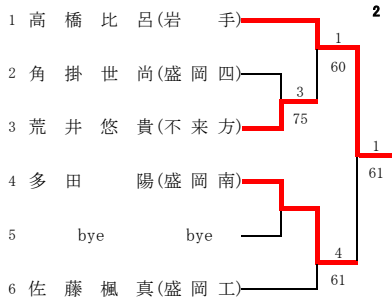 2
1 高橋比呂(岩手)
2 角掛世尚(盛岡四)
3 荒井悠貴(不来方)
4 多田陽(盛岡南)
5 bye bye
6 佐藤楓真(盛岡工)
1
60
3
75
1
61
4
61